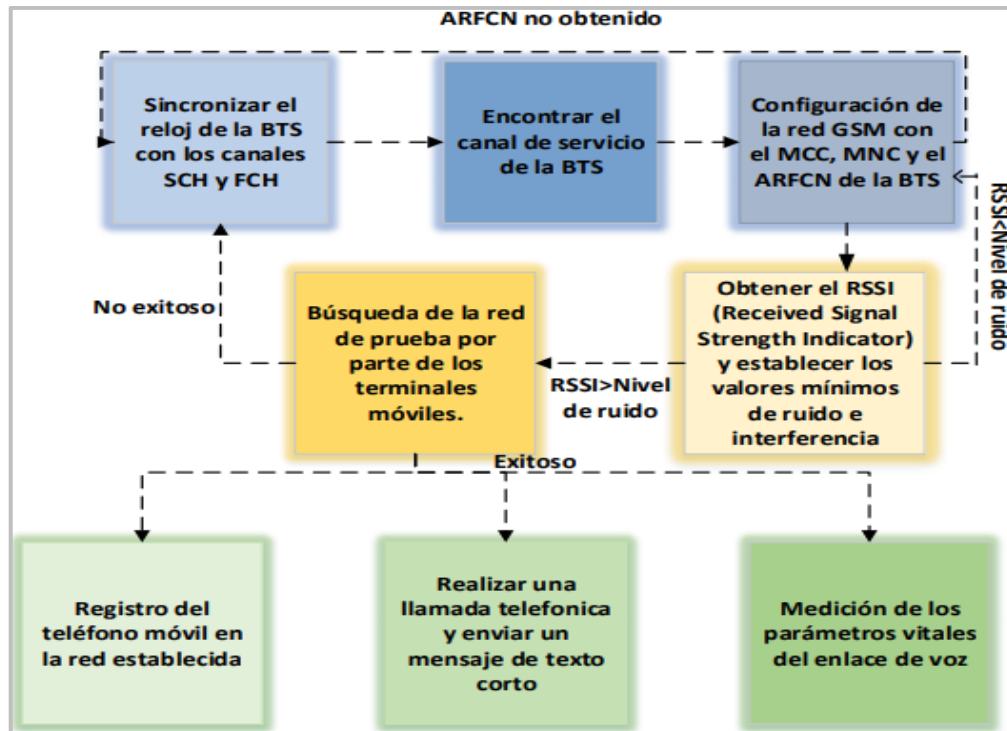 ARFCN no obtenido
Sincronizar el
reloj de la BTS
con los canales
SCH y FCH
Encontrar el
canal de servicio
de la BTS
Configuración de
la red GSM con
el MCC, MNC y el
ARFCN de la BTS
RSSI<Nivel
de ruido
No exitoso
Búsqueda de la red
de prueba por
parte de los
terminales
móviles.
RSSI>Nivel
de ruido
Obtener el RSSI
(Received Signal
Strength Indicator)
y establecer los
valores mínimos
de ruido e
interferencia
Exitoso
Registro del
teléfono móvil en
la red establecida
Realizar una
llamada telefonica
y enviar un
mensaje de texto
corto
Medición de los
parámetros vitales
del enlace de voz